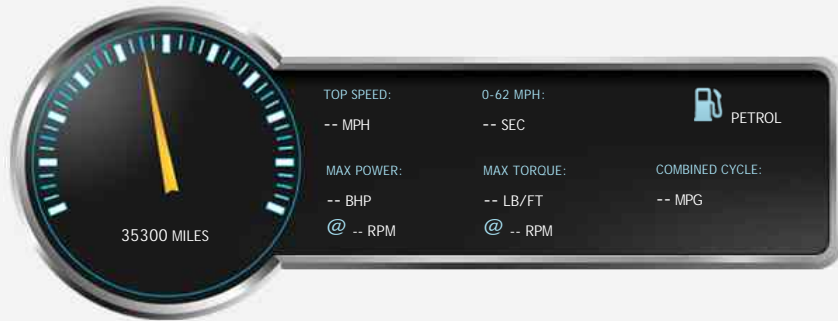 35300 MILES
TOP SPEED:
-- MPH
0-62 MPH:
-- SEC
PETROL
MAX POWER:
-- BHP
@ -- RPM
MAX TORQUE:
-- LB/FT
@ -- RPM
COMBINED CYCLE:
-- MPG